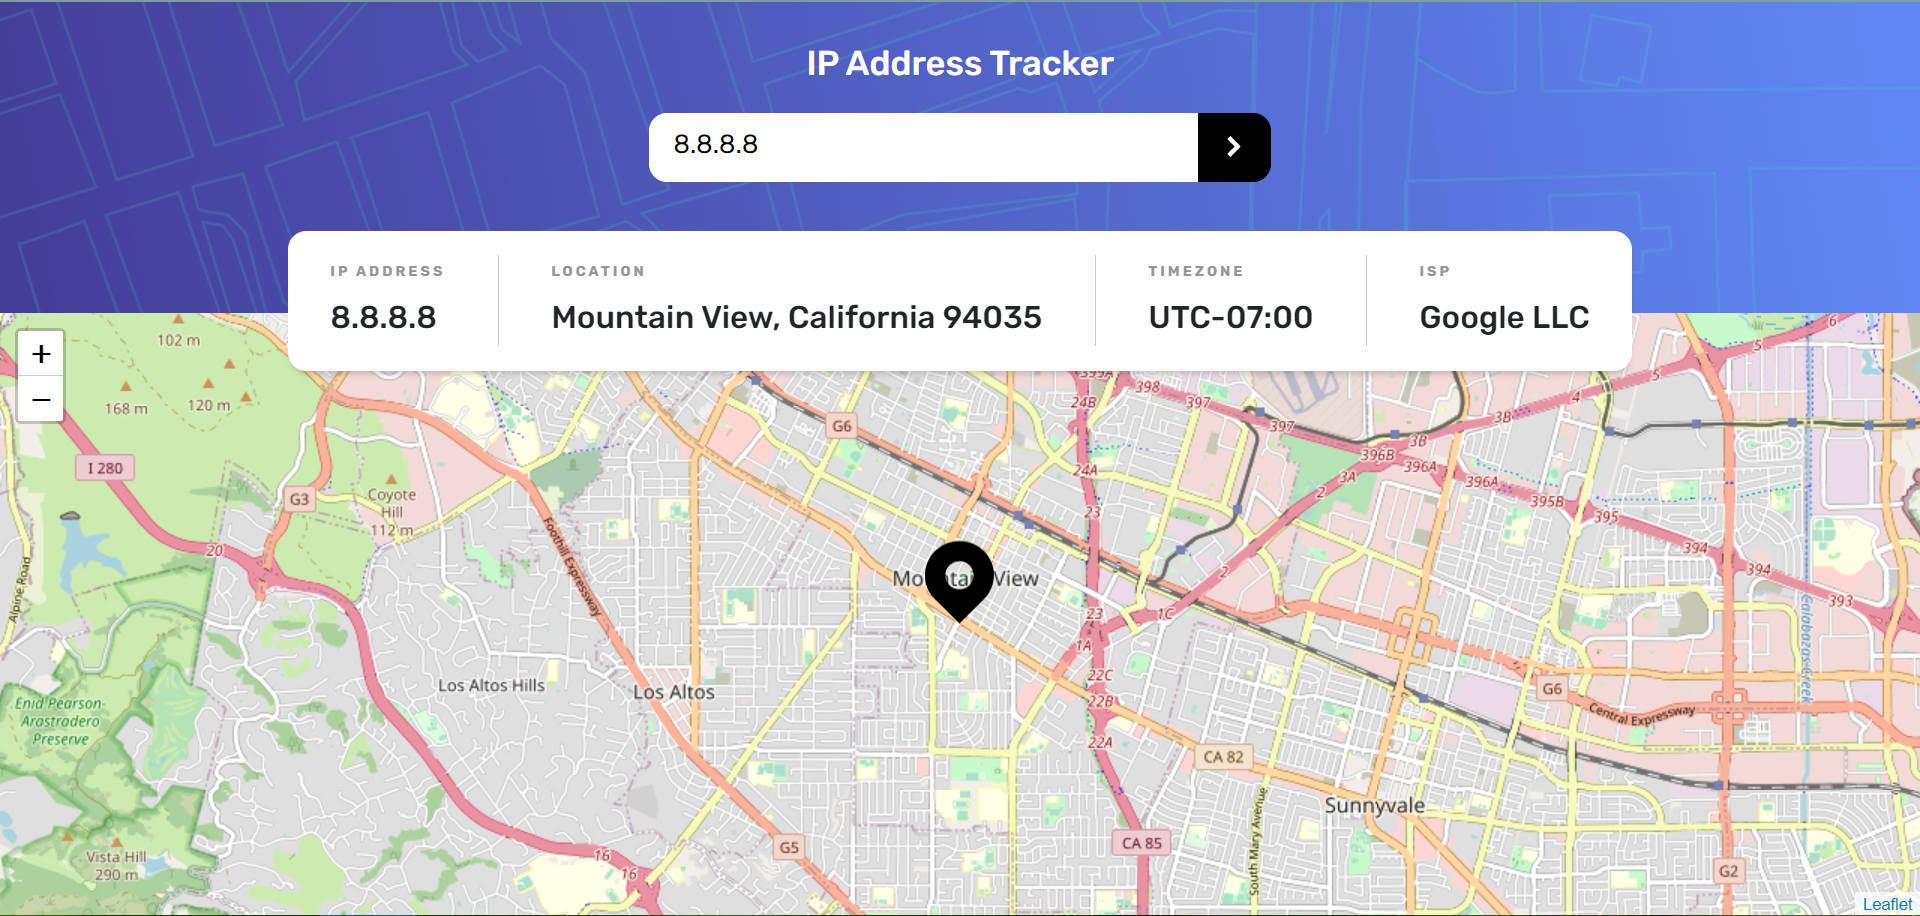 IP Address Tracker
8.8.8.8
IP ADDRESS
8.8.8.8
LOCATION
Mountain View, California 94035
TIMEZONE
UTC-07:00
ISP
Google LLC
+
−
102 m
168 m
120 m
I 280
G3
Coyote
Hill
112 m
20
Alpine Road
Foothill Expressway
G6
399A
398
397
397
24B
24A
23
396B
396A
396A
395B
395
394
394
393
3B
3B
3A
2
2
4
5
5
6
Mountain View
23
1C
1A
22C
22B
22A
Los Altos Hills
Los Altos
Enid Pearson-
Arastradero
Preserve
Calabazas Creek
G6
Central Expressway
CA 82
Sunnyvale
South Mary Avenue
CA 85
G5
16
16
Vista Hill
290 m
G2
Leaflet